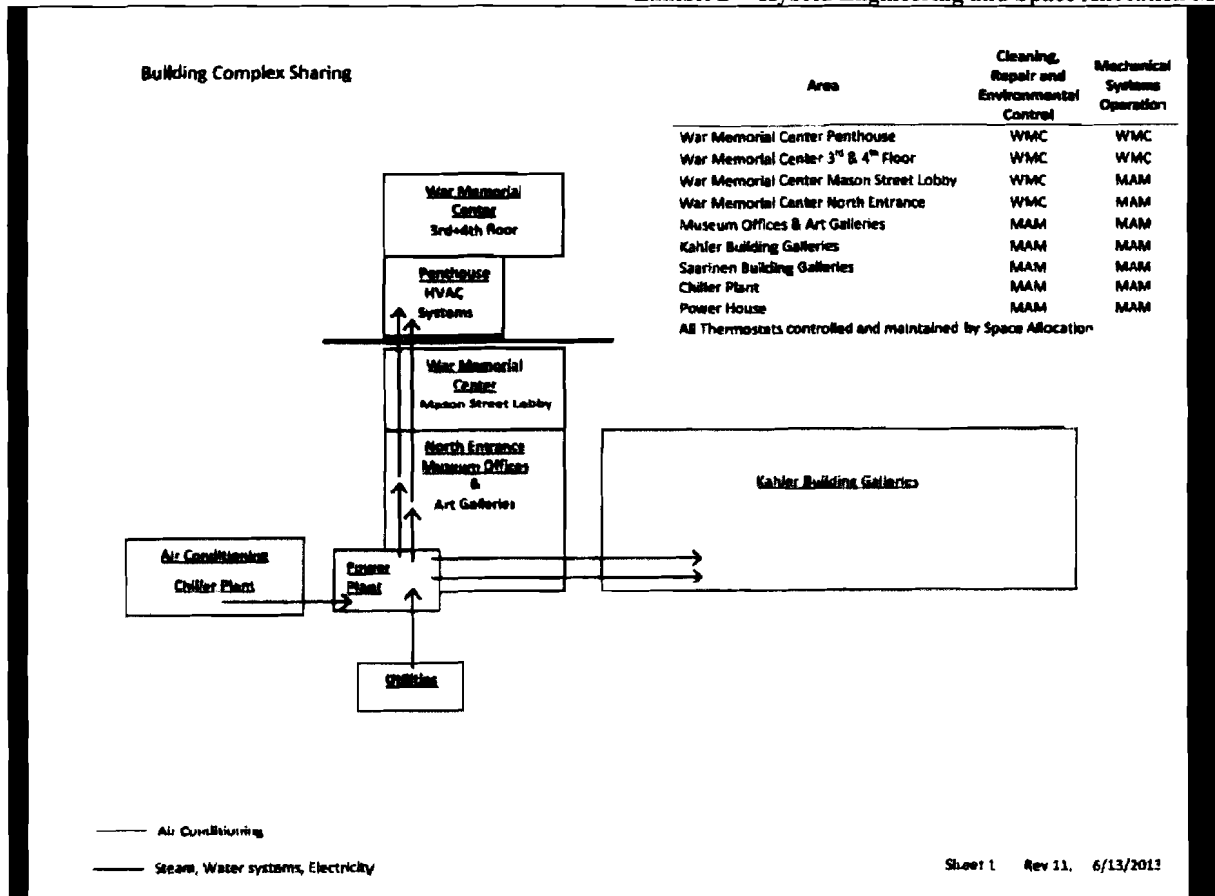 Building Complex Sharing
Area
Cleaning, Repair and Environmental Control
Mechanical Systems Operation
War Memorial Center Penthouse WMC WMC
War Memorial Center 3rd & 4th Floor WMC WMC
War Memorial Center Mason Street Lobby WMC MAM
War Memorial Center North Entrance WMC MAM
Museum Offices & Art Galleries MAM MAM
Kahler Building Galleries MAM MAM
Saarinen Building Galleries MAM MAM
Chiller Plant MAM MAM
Power House MAM MAM
All Thermostats controlled and maintained by Space Allocation
War Memorial
Center
3rd+4th floor
Penthouse
HVAC
Systems
War Memorial
Center
Mason Street Lobby
North Entrance
Museum Offices
&
Art Galleries
Kahler Building Galleries
Air Conditioning
Chiller Plant
Power
Plant
Utilities
Air Conditioning
Steam, Water systems, Electricity
Sheet 1 Rev 11, 6/13/2013